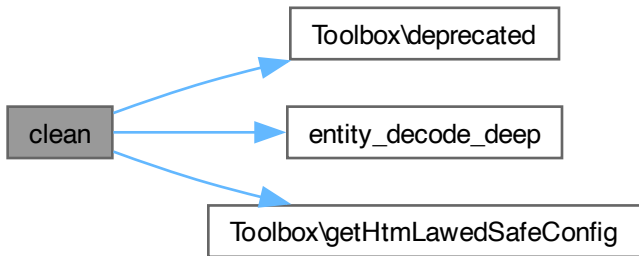 Toolbox\deprecated
clean
entity_decode_deep
Toolbox\getHtmLawedSafeConfig